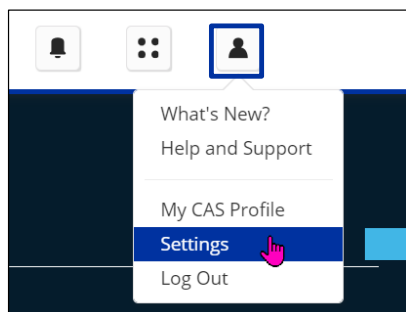 What's New?
Help and Support
My CAS Profile
Settings
Log Out